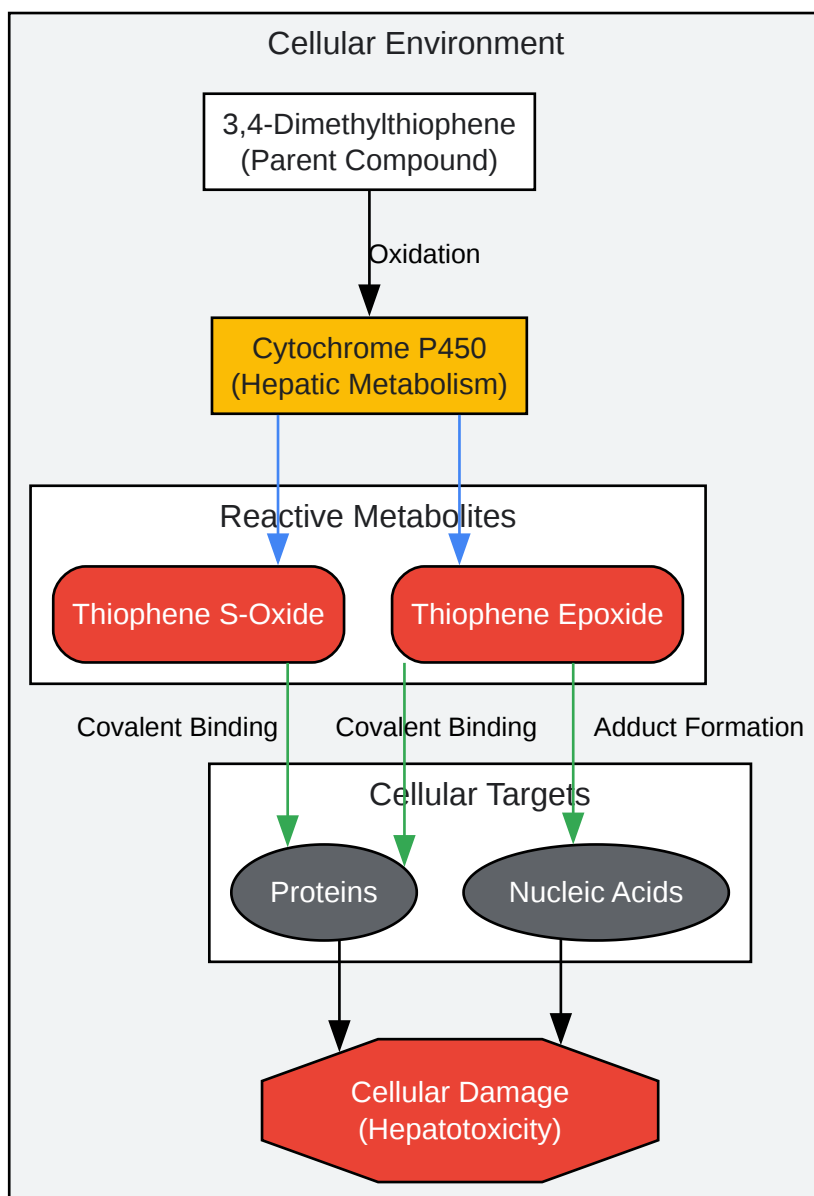 Cellular Environment
3,4-Dimethylthiophene
(Parent Compound)
Oxidation
Cytochrome P450
(Hepatic Metabolism)
Reactive Metabolites
Thiophene S-Oxide
Thiophene Epoxide
Covalent Binding
Covalent Binding
Adduct Formation
Cellular Targets
Proteins
Nucleic Acids
Cellular Damage
(Hepatotoxicity)